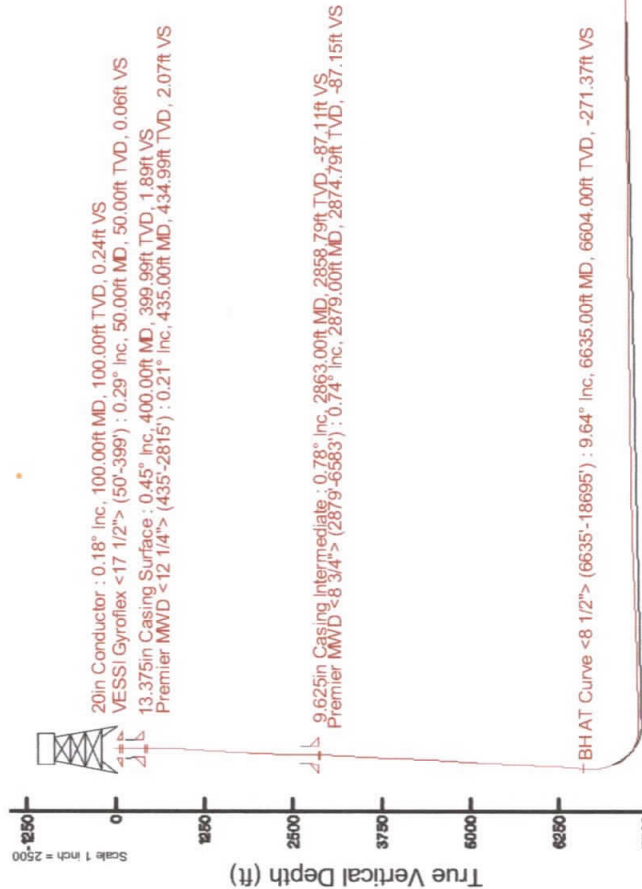 20in Conductor : 0.18° Inc, 100.00ft MD, 100.00ft TVD, 0.24ft VS
VESSI Gyroflex <17 1/2"> (50'-399') : 0.29° Inc, 50.00ft MD, 50.00ft TVD, 0.06ft VS
13.375in Casing Surface : 0.45° Inc, 400.00ft MD, 399.99ft TVD, 1.89ft VS
Premier MWD <12 1/4"> (435'-2815') : 0.21° Inc, 435.00ft MD, 434.99ft TVD, 2.07ft VS
9.625in Casing Intermediate : 0.78° Inc, 2863.00ft MD, 2858.79ft TVD, -87.11ft VS
Premier MWD <8 3/4"> (2879'-6583') : 0.74° Inc, 2879.00ft MD, 2874.79ft TVD, -87.15ft VS
BH AT Curve <8 1/2"> (6635'-18695') : 9.64° Inc, 6635.00ft MD, 6604.00ft TVD, -271.37ft VS
Scale 1 inch = 2500
True Vertical Depth (ft)
-1250
0
1250
2500
3750
5000
6250